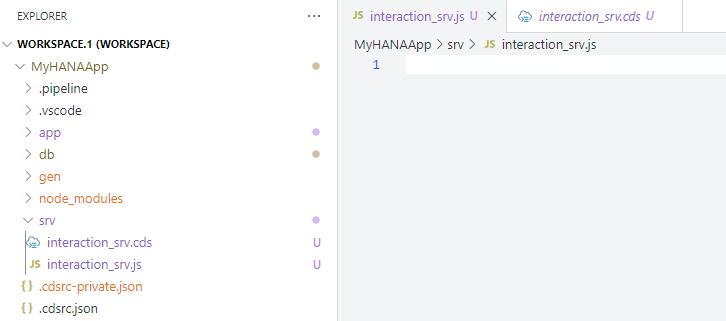 EXPLORER
···
WORKSPACE.1 (WORKSPACE)
MyHANAApp
.pipeline
.vscode
app
db
gen
node_modules
srv
interaction_srv.cds U
JS interaction_srv.js U
{ } .cdsrc-private.json
{ } .cdsrc.json
interaction_srv.js U ×
interaction_srv.cds U
MyHANAApp > srv > JS interaction_srv.js
1